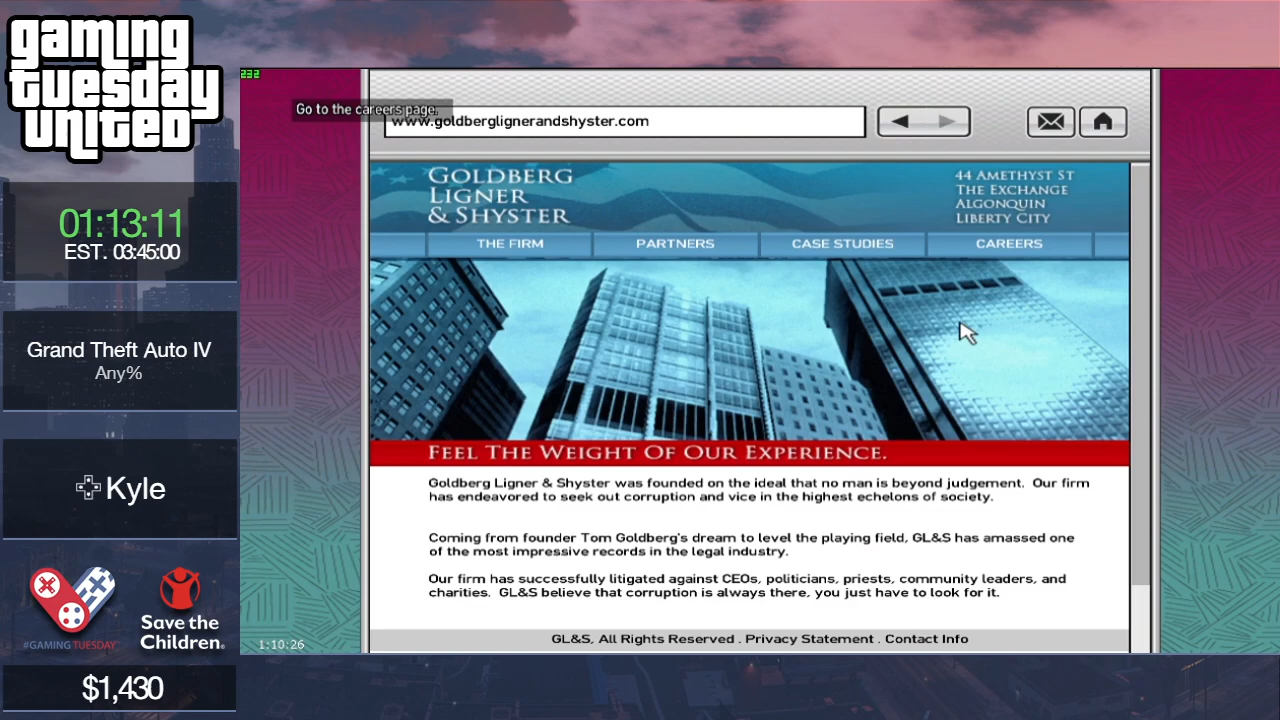 gaming
tuesday
united
01:13:11
EST. 03:45:00
Grand Theft Auto IV
Any%
Kyle
#GAMING TUESDAY
Save the
Children.
$1,430
232
Go to the careers page.
www.goldberglignerandshyster.com
GOLDBERG
LIGNER
& SHYSTER
44 AMETHYST ST
THE EXCHANGE
ALGONQUIN
LIBERTY CITY
THE FIRM PARTNERS CASE STUDIES CAREERS
FEEL THE WEIGHT OF OUR EXPERIENCE.
Goldberg Ligner & Shyster was founded on the ideal that no man is beyond judgement. Our firm
has endeavored to seek out corruption and vice in the highest echelons of society.
Coming from founder Tom Goldberg's dream to level the playing field, GL&S has amassed one
of the most impressive records in the legal industry.
Our firm has successfully litigated against CEOs, politicians, priests, community leaders, and
charities. GL&S believe that corruption is always there, you just have to look for it.
GL&S, All Rights Reserved . Privacy Statement . Contact Info
1:10:26